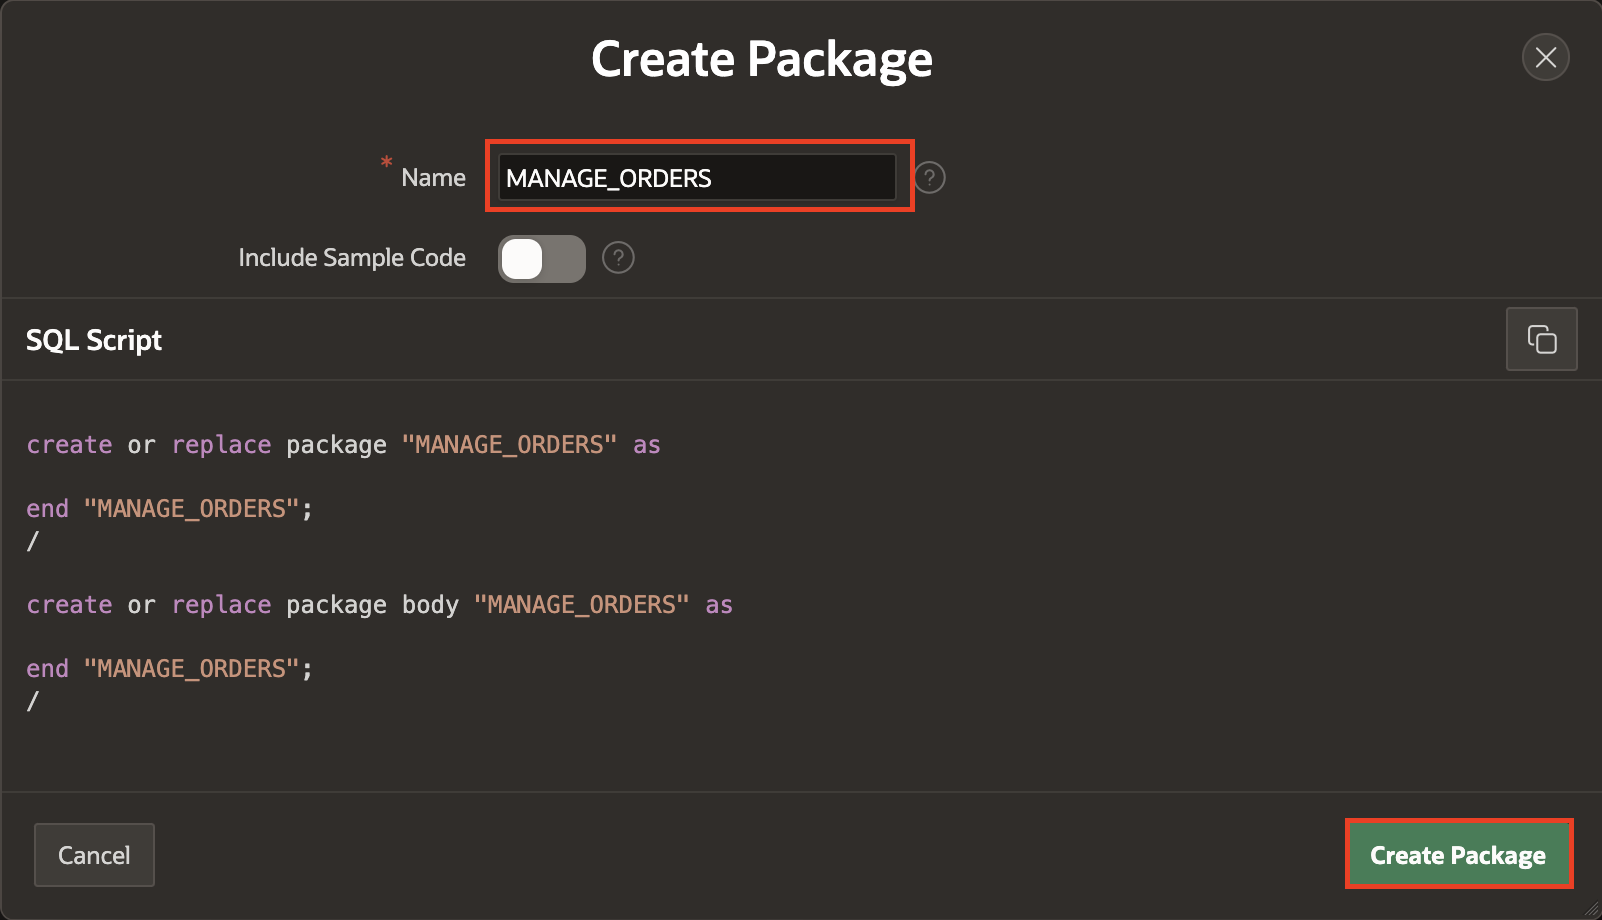 Create Package
* Name MANAGE_ORDERS ?
Include Sample Code ?
SQL Script
create or replace package "MANAGE_ORDERS" as
end "MANAGE_ORDERS";
/
create or replace package body "MANAGE_ORDERS" as
end "MANAGE_ORDERS";
/
Cancel
Create Package